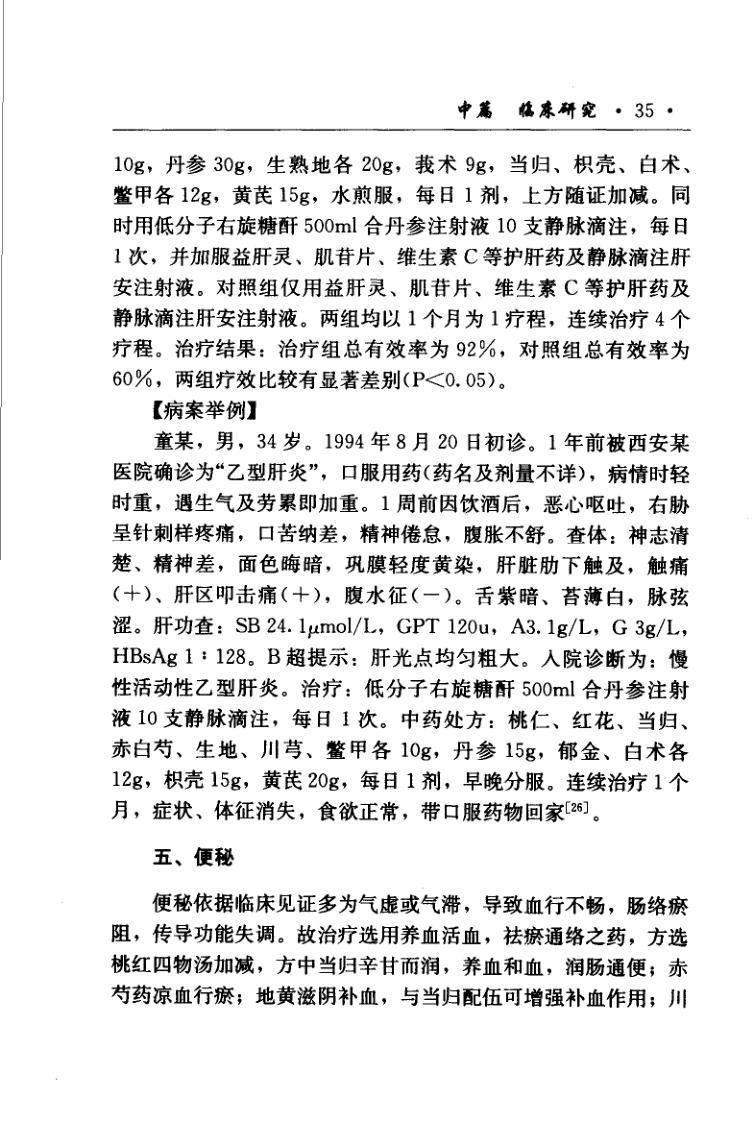 中篇 临床研究 · 35 ·
10g，丹参 30g，生熟地各 20g，莪术 9g，当归、枳壳、白术、
鳖甲各 12g，黄芪 15g，水煎服，每日 1 剂，上方随证加减。同
时用低分子右旋糖酐 500ml 合丹参注射液 10 支静脉滴注，每日
1 次，并加服益肝灵、肌苷片、维生素 C 等护肝药及静脉滴注肝
安注射液。对照组仅用益肝灵、肌苷片、维生素 C 等护肝药及
静脉滴注肝安注射液。两组均以 1 个月为 1 疗程，连续治疗 4 个
疗程。治疗结果：治疗组总有效率为 92%，对照组总有效率为
60%，两组疗效比较有显著差别(P<0.05)。
【病案举例】
童某，男，34 岁。1994 年 8 月 20 日初诊。1 年前被西安某
医院确诊为“乙型肝炎”，口服用药(药名及剂量不详)，病情时轻
时重，遇生气及劳累即加重。1 周前因饮酒后，恶心呕吐，右胁
呈针刺样疼痛，口苦纳差，精神倦怠，腹胀不舒。查体：神志清
楚、精神差，面色晦暗，巩膜轻度黄染，肝脏肋下触及，触痛
(＋)、肝区叩击痛(＋)，腹水征(－)。舌紫暗、苔薄白，脉弦
涩。肝功查：SB 24.1μmol/L，GPT 120u，A3.1g/L，G 3g/L，
HBsAg 1：128。B 超提示：肝光点均匀粗大。入院诊断为：慢
性活动性乙型肝炎。治疗：低分子右旋糖酐 500ml 合丹参注射
液 10 支静脉滴注，每日 1 次。中药处方：桃仁、红花、当归、
赤白芍、生地、川芎、鳖甲各 10g，丹参 15g，郁金、白术各
12g，枳壳 15g，黄芪 20g，每日 1 剂，早晚分服。连续治疗 1 个
月，症状、体征消失，食欲正常，带口服药物回家[26]。
五、便秘
便秘依据临床见证多为气虚或气滞，导致血行不畅，肠络瘀
阻，传导功能失调。故治疗选用养血活血，祛瘀通络之药，方选
桃红四物汤加减，方中当归辛甘而润，养血和血，润肠通便；赤
芍药凉血行瘀；地黄滋阴补血，与当归配伍可增强补血作用；川